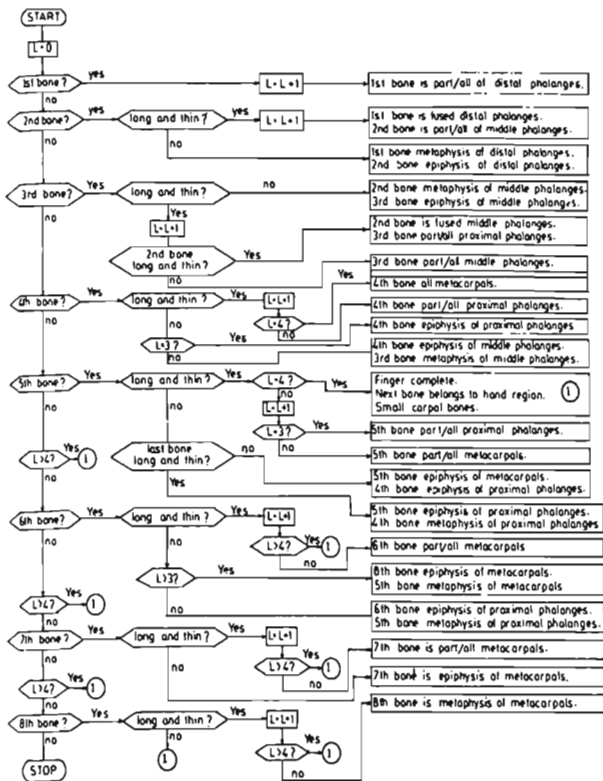 START
L=0
1st bone? yes L=L+1 1st bone is part/all of distal phalanges.
no
2nd bone? yes long and thin? yes L=L+1 1st bone is fused distal phalanges.
2nd bone is part/all of middle phalanges.
no no
1st bone metaphysis of distal phalanges.
2nd bone epiphysis of distal phalanges.
3rd bone? Yes long and thin? no 2nd bone metaphysis of middle phalanges.
3rd bone epiphysis of middle phalanges.
no Yes
L=L+1
2nd bone is fused middle phalanges.
3rd bone part/all proximal phalanges.
2nd bone
long and thin? Yes
no
3rd bone part/all middle phalanges.
4th bone? Yes long and thin? Yes L=L+1 Yes 4th bone all metacarpals.
no no L=4? no 4th bone part/all proximal phalanges.
L=3? Yes 4th bone epiphysis of proximal phalanges
no
4th bone epiphysis of middle phalanges.
3rd bone metaphysis of middle phalanges.
5th bone? Yes long and thin? Yes L=4? Yes Finger complete.
Next bone belongs to hand region. 1
Small carpal bones.
no no no
L=L+1
L=3? Yes 5th bone part/all proximal phalanges.
no
5th bone part/all metacarpals.
L>4? Yes 1
no
last bone
long and thin? no
Yes
5th bone epiphysis of metacarpals.
4th bone epiphysis of proximal phalanges.
5th bone epiphysis of proximal phalanges.
4th bone metaphysis of proximal phalanges
6th bone? Yes long and thin? Yes L=L+1
no no L>4? Yes 1
no
6th bone part/all metacarpals
L>3? Yes
bone epiphysis of metacarpals.
5th bone metaphysis of metacarpals
no
6th bone epiphysis of proximal phalanges.
5th bone metaphysis of proximal phalanges.
L>4? Yes 1
no
7th bone? Yes long and thin? Yes L=L+1
no no L>4? Yes 1
no
7th bone is part/all metacarpals.
7th bone is epiphysis of metacarpals.
L>4? Yes 1
no
8th bone is metaphysis of metacarpals.
8th bone? Yes long and thin? Yes L=L+1
no no
1
L>4? Yes 1
no
STOP